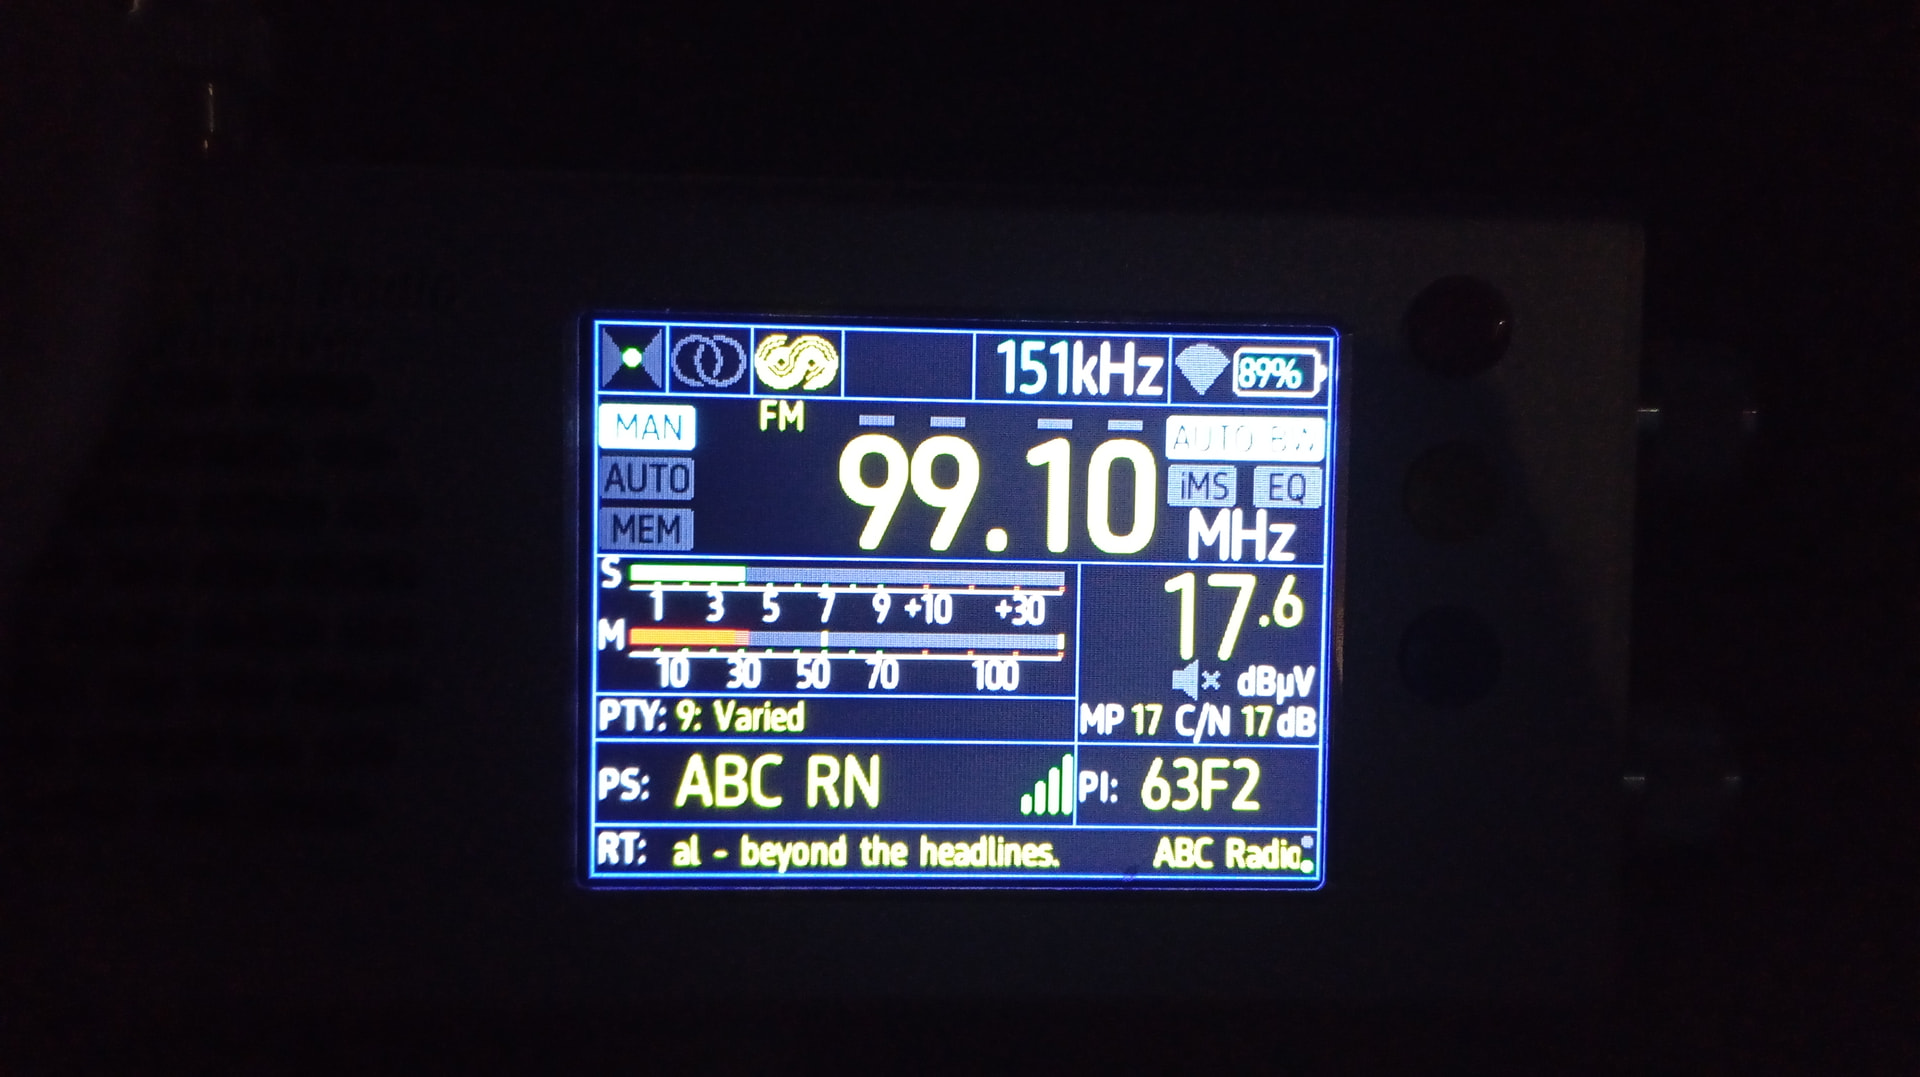 151kHz 89%
MAN FM AUTO BW
AUTO 99.10 iMS EQ
MEM MHz
S 1 3 5 7 9 +10 +30 17.6
M 10 30 50 70 100 dBµV
PTY: 9: Varied MP 17 C/N 17 dB
PS: ABC RN PI: 63F2
RT: al - beyond the headlines. ABC Radio